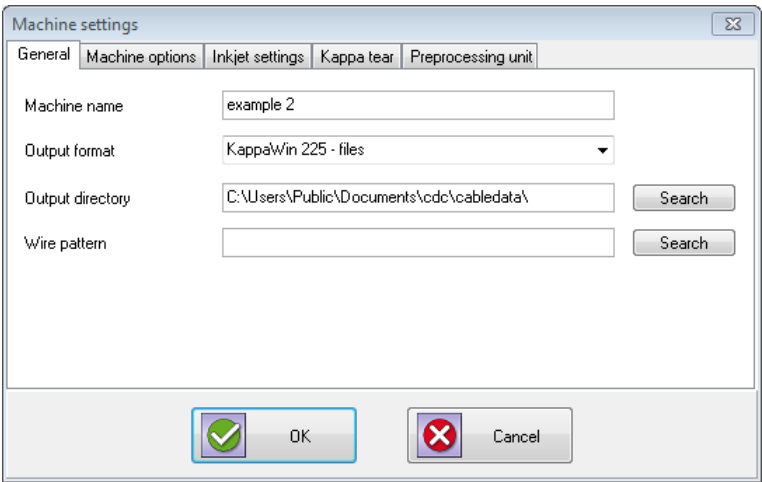 Machine settings
General Machine options Inkjet settings Kappa tear Preprocessing unit
Machine name example 2
Output format KappaWin 225 - files
Output directory C:\Users\Public\Documents\cdc\cabledata\ Search
Wire pattern Search
OK Cancel